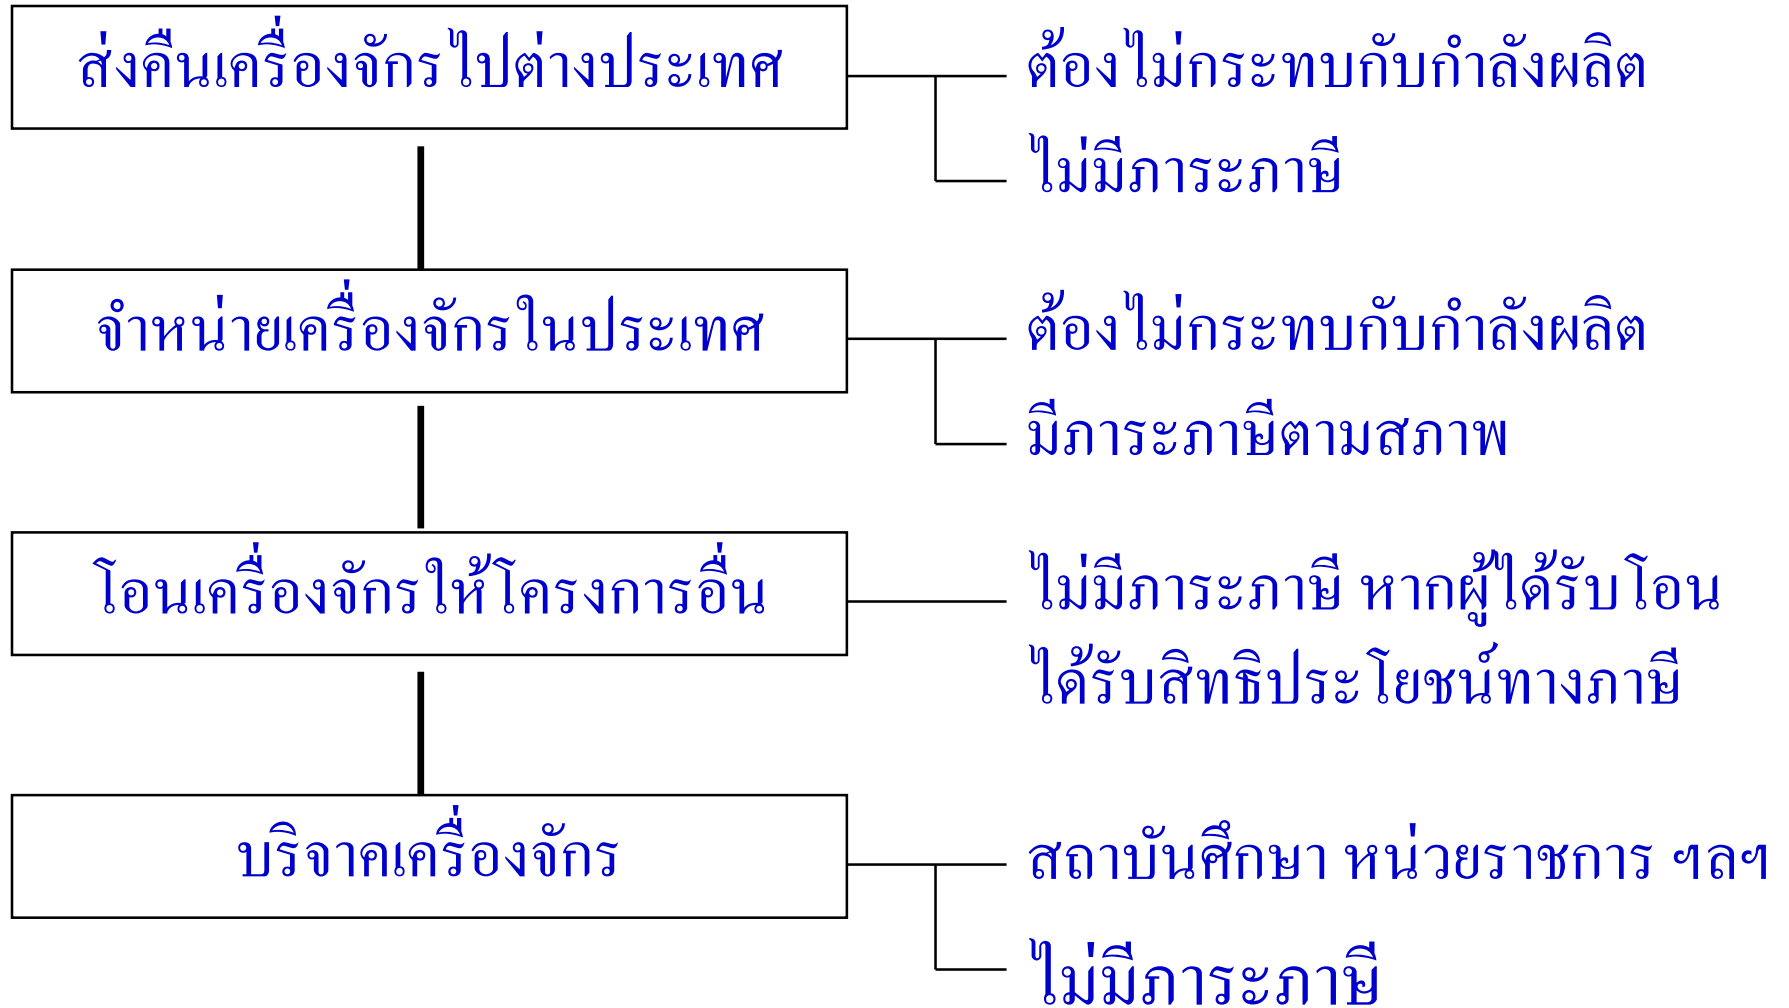 ส่งคืนเครื่องจักรไปต่างประเทศ
ต้องไม่กระทบกับกำลังผลิต
ไม่มีภาระภาษี
จำหน่ายเครื่องจักรในประเทศ
ต้องไม่กระทบกับกำลังผลิต
มีภาระภาษีตามสภาพ
โอนเครื่องจักรให้โครงการอื่น
ไม่มีภาระภาษี หากผู้ได้รับโอน
ได้รับสิทธิประโยชน์ทางภาษี
บริจาคเครื่องจักร
สถาบันศึกษา หน่วยราชการ ฯลฯ
ไม่มีภาระภาษี